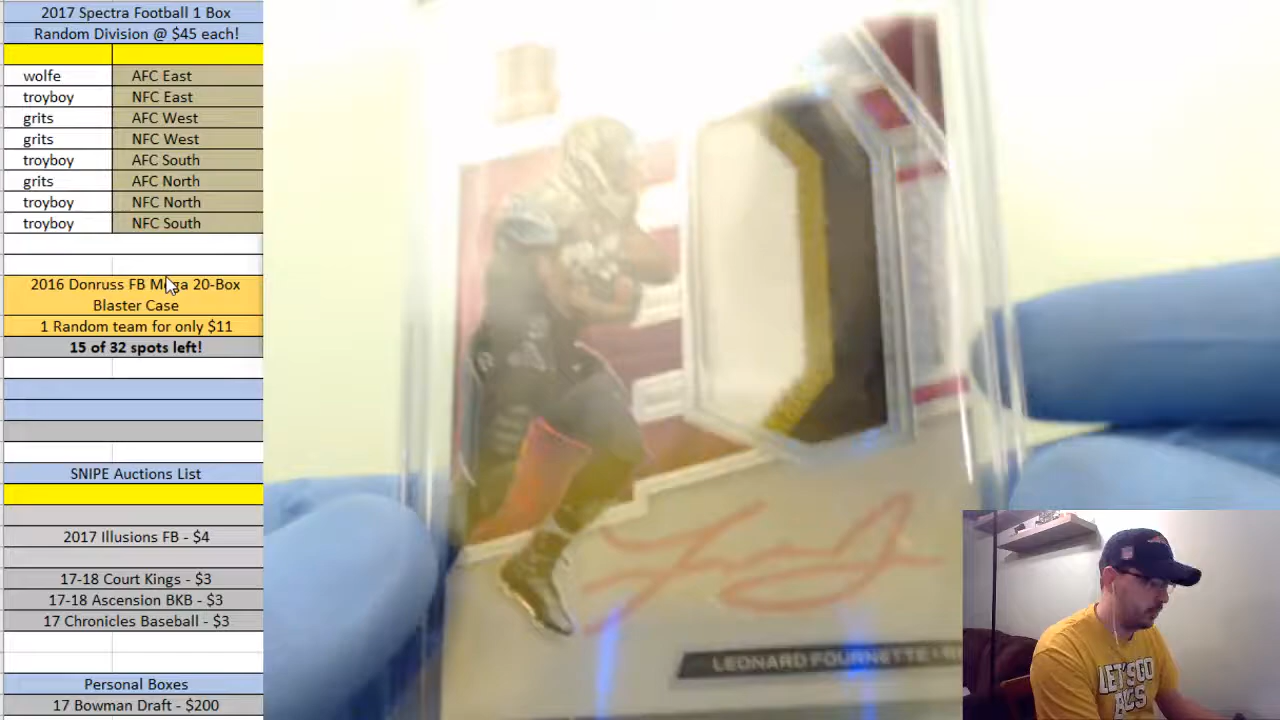 2017 Spectra Football 1 Box
Random Division @ $45 each!
wolfe AFC East
troyboy NFC East
grits AFC West
grits NFC West
troyboy AFC South
grits AFC North
troyboy NFC North
troyboy NFC South
2016 Donruss FB Mega 20-Box
Blaster Case
1 Random team for only $11
15 of 32 spots left!
SNIPE Auctions List
2017 Illusions FB - $4
17-18 Court Kings - $3
17-18 Ascension BKB - $3
17 Chronicles Baseball - $3
Personal Boxes
17 Bowman Draft - $200
LEONARD FOURNETTE
LET'S GO